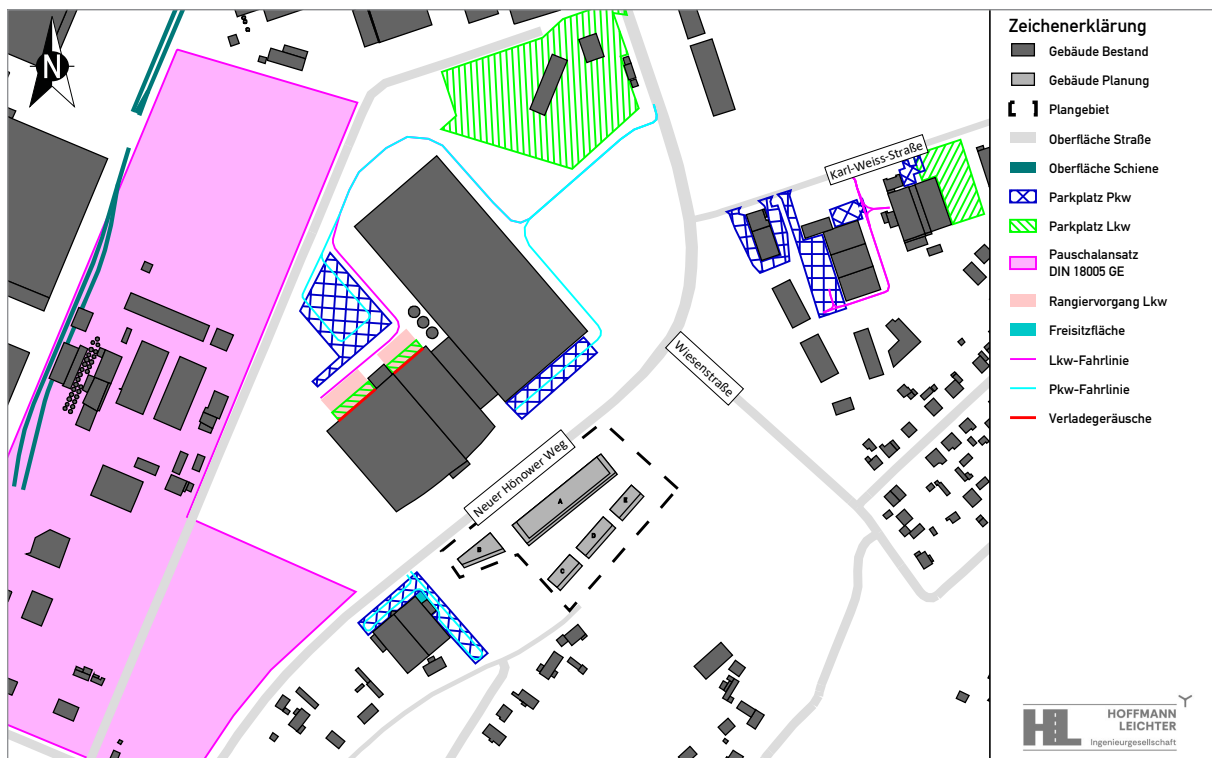 N
Karl-Weiss-Straße
Wiesenstraße
Neuer Hönower Weg
A
B
C
D
E
Zeichenerklärung
Gebäude Bestand
Gebäude Planung
Plangebiet
Oberfläche Straße
Oberfläche Schiene
Parkplatz Pkw
Parkplatz Lkw
Pauschalansatz
DIN 18005 GE
Rangiervorgang Lkw
Freisitzfläche
Lkw-Fahrlinie
Pkw-Fahrlinie
Verladegeräusche
HL
HOFFMANN
LEICHTER
Ingenieurgesellschaft